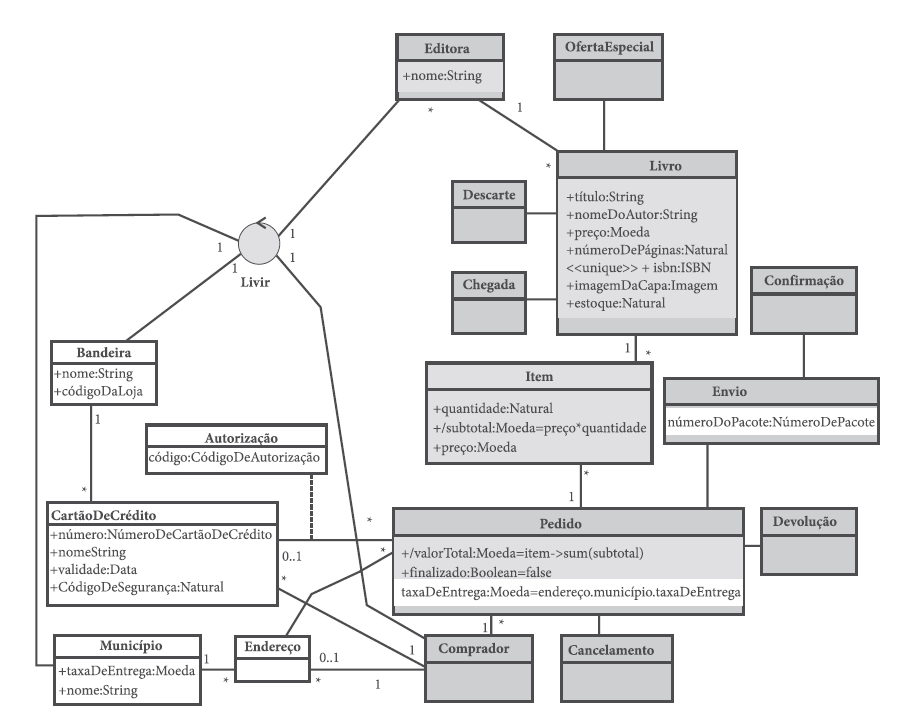 Editora
+nome:String
OfertaEspecial
*
1
*
Livro
+título:String
+nomeDoAutor:String
+preço:Moeda
+númeroDePáginas:Natural
<<unique>> + isbn:ISBN
+imagemDaCapa:Imagem
+estoque:Natural
Descarte
Chegada
1
1
1
1
Livir
Confirmação
Bandeira
+nome:String
+códigoDaLoja
1
*
1
*
Item
+quantidade:Natural
+/subtotal:Moeda=preço*quantidade
+preço:Moeda
Envio
númeroDoPacote:NúmeroDePacote
Autorização
código:CódigoDeAutorização
*
1
CartãoDeCrédito
+número:NúmeroDeCartãoDeCrédito
+nomeString
+validade:Data
+CódigoDeSegurança:Natural
*
0..1
*
*
Pedido
+/valorTotal:Moeda=item->sum(subtotal)
+finalizado:Boolean=false
taxaDeEntrega:Moeda=endereço.município.taxaDeEntrega
Devolução
1
*
Município
+taxaDeEntrega:Moeda
+nome:String
1
*
Endereço
0..1
*
1
1
Comprador
Cancelamento